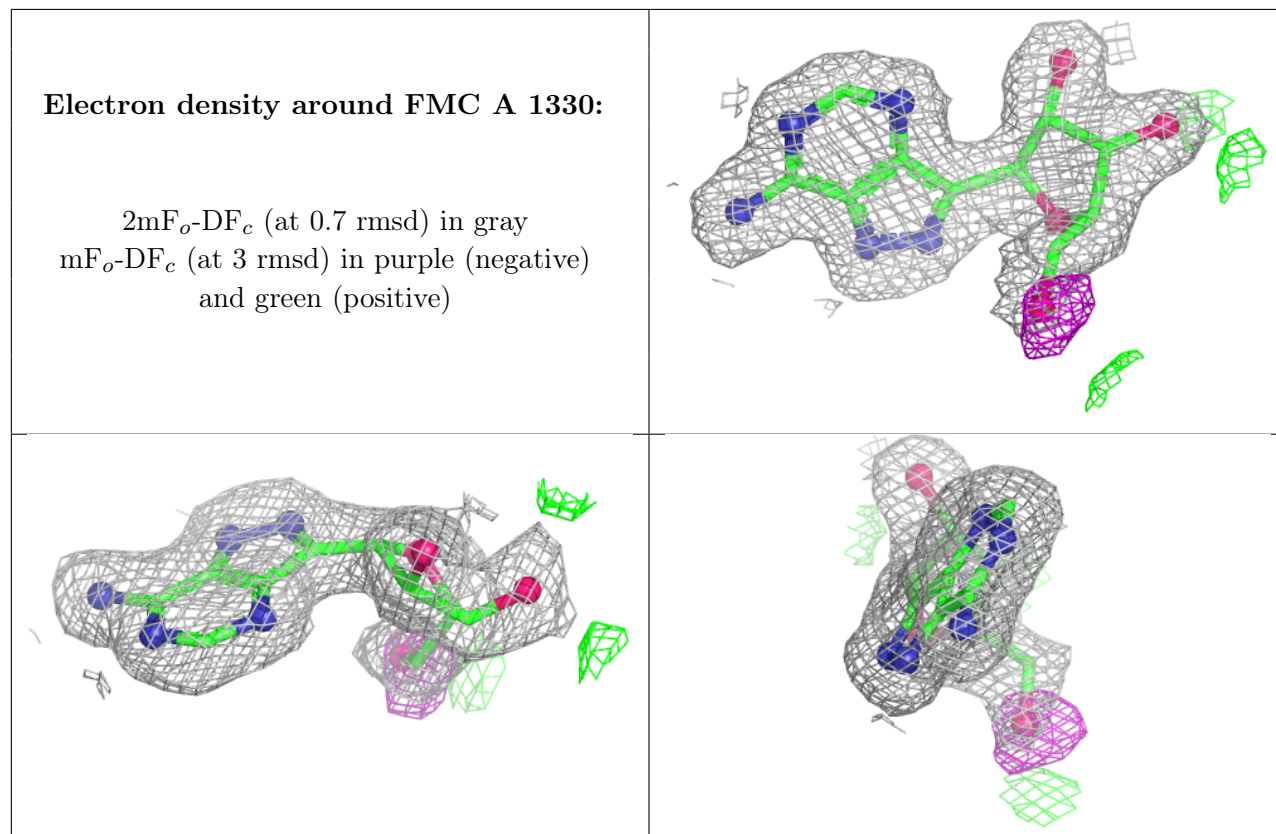 Electron density around FMC A 1330:
2mFo-DFc (at 0.7 rmsd) in gray
mFo-DFc (at 3 rmsd) in purple (negative)
and green (positive)